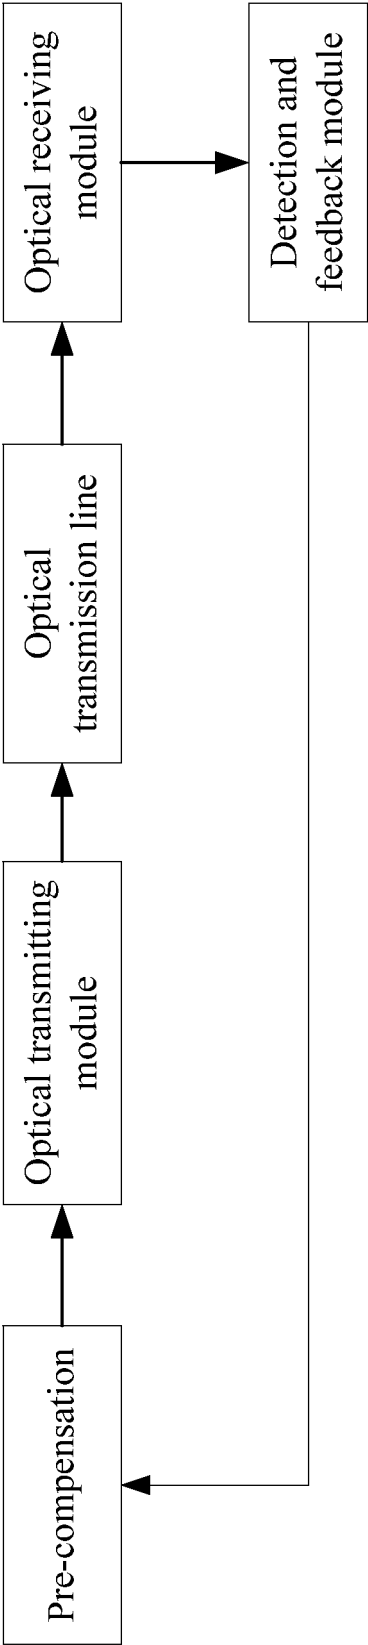 Pre-compensation
Optical transmitting
module
Optical
transmission line
Optical receiving
module
Detection and
feedback module